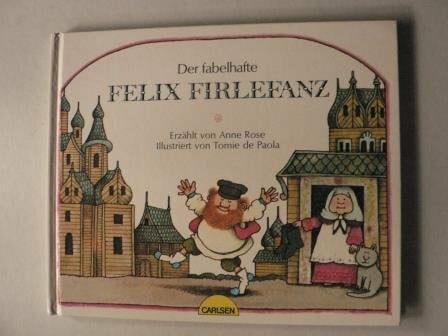 Der fabelhafte
FELIX FIRLEFANZ
Erzählt von Anne Rose
Illustriert von Tomie de Paola
CARLSEN